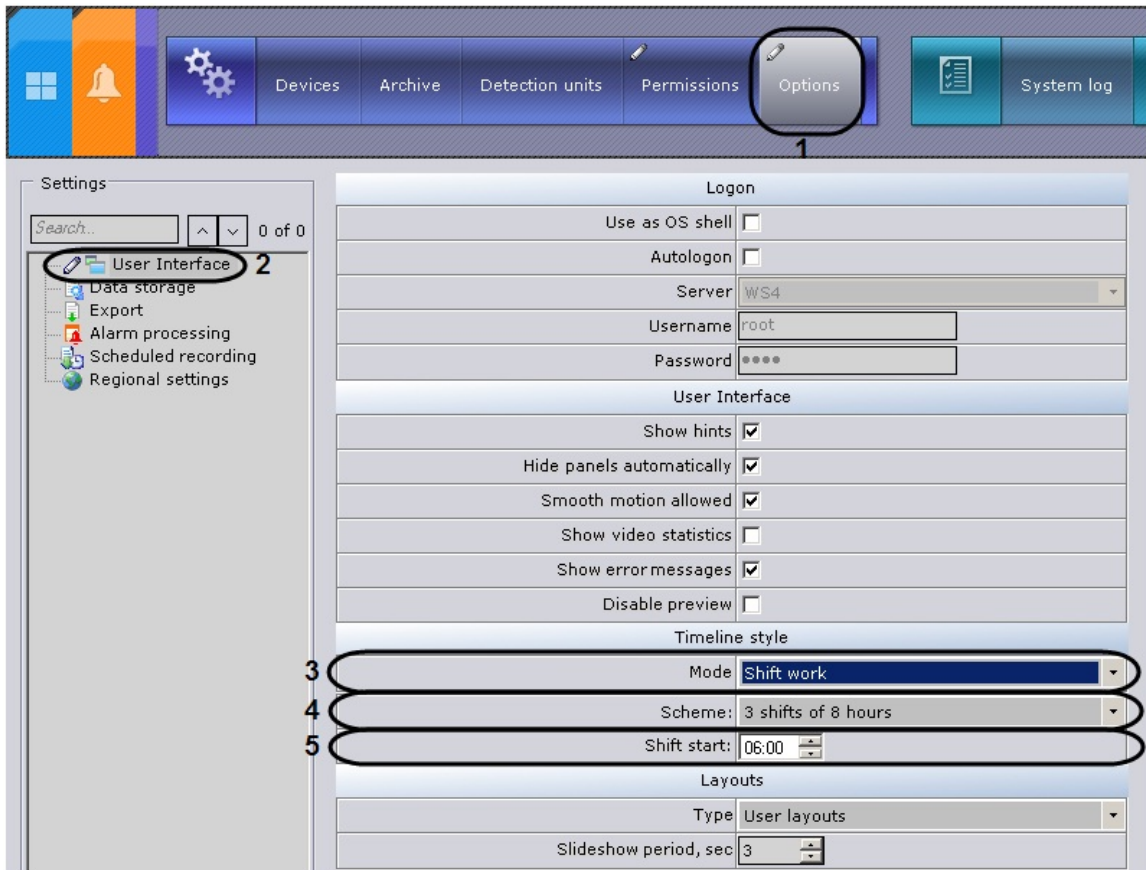 Devices Archive Detection units Permissions Options System log
1
Settings
Search... 0 of 0
User Interface 2
Data storage
Export
Alarm processing
Scheduled recording
Regional settings
Logon
Use as OS shell
Autologon
Server WS4
Username root
Password ●●●●
User Interface
Show hints
Hide panels automatically
Smooth motion allowed
Show video statistics
Show error messages
Disable preview
Timeline style
3 Mode Shift work
4 Scheme: 3 shifts of 8 hours
5 Shift start: 06:00
Layouts
Type User layouts
Slideshow period, sec 3